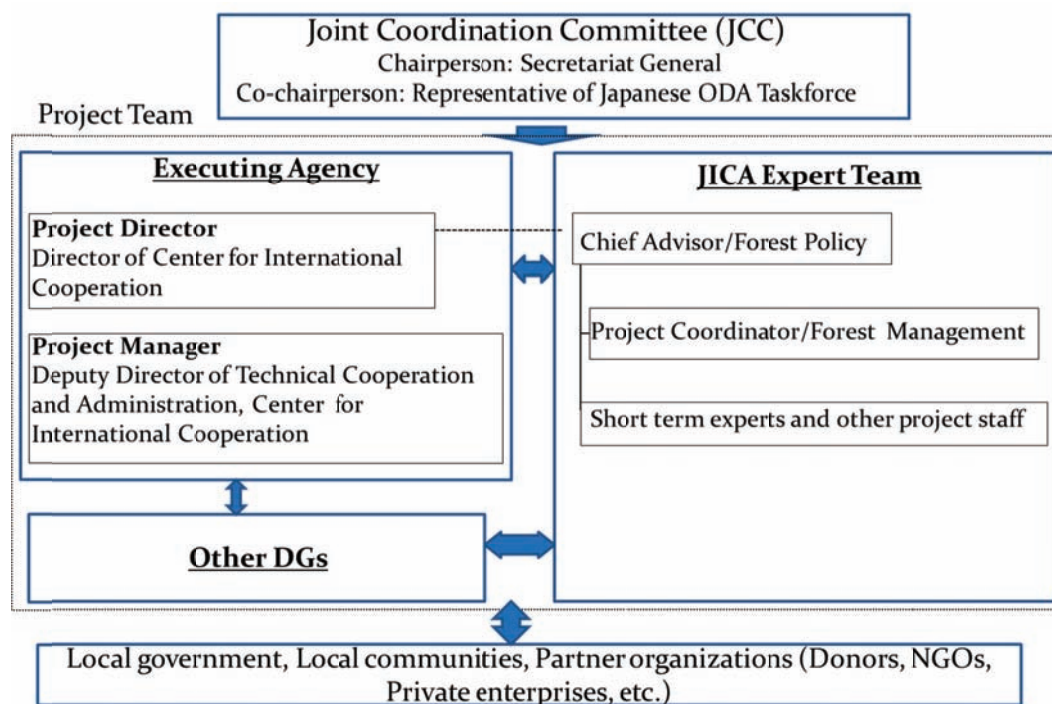 Joint Coordination Committee (JCC)
Chairperson: Secretariat General
Co-chairperson: Representative of Japanese ODA Taskforce
Project Team
Executing Agency
Project Director
Director of Center for International
Cooperation
Project Manager
Deputy Director of Technical Cooperation
and Administration, Center for
International Cooperation
Other DGs
JICA Expert Team
Chief Advisor/Forest Policy
Project Coordinator/Forest Management
Short term experts and other project staff
Local government, Local communities, Partner organizations (Donors, NGOs,
Private enterprises, etc.)